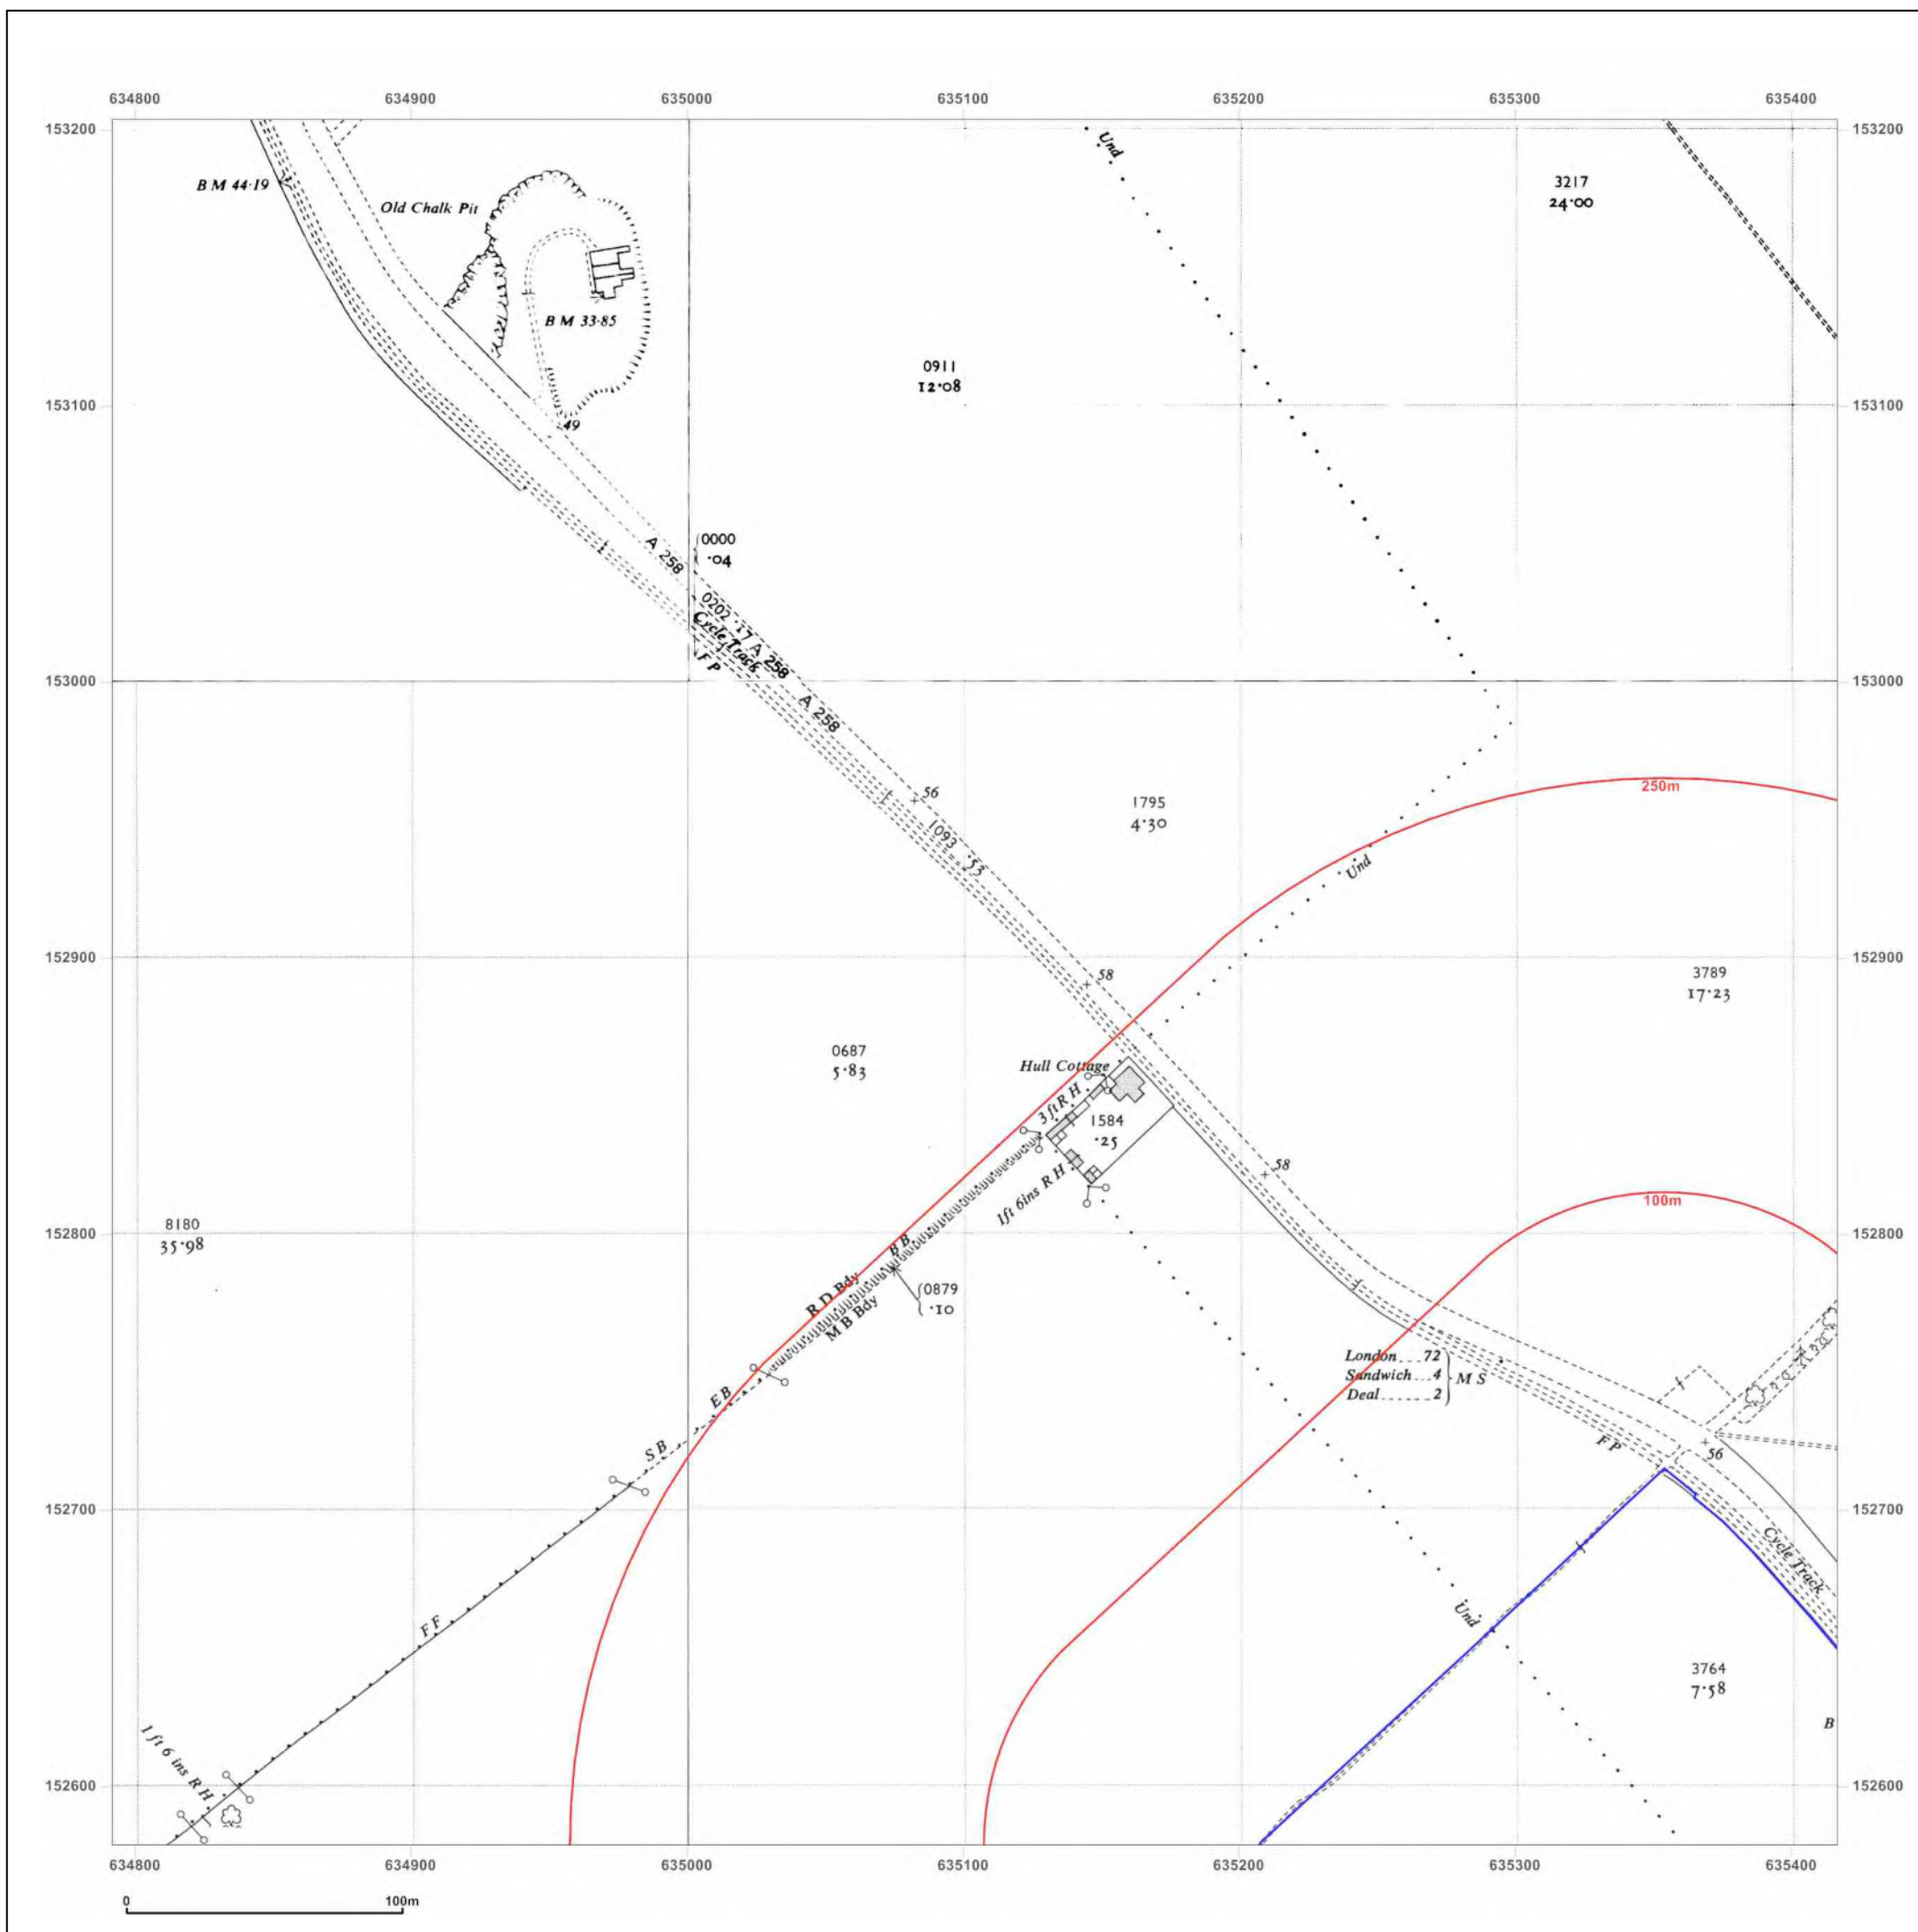 634800 634900 635000 635100 635200 635300 635400
153200 153200
Und
B M 44·19
3217
24·00
Old Chalk Pit
B M 33·85
0911
12·08
153100 153100
49
0000
·04
A 258
0202 ·17 A 258
Cycle Track
F P
153000 153000
A 258
250m
56
1795
4·30
1093 ·53
Und
152900 152900
58
3789
17·23
0687
5·83
Hull Cottage
3ft R H
1584
·25
58
1ft 6ins R H
100m
8180
35·98
152800 152800
B B
R D Bdy
M B Bdy
0879
·10
London 72
Sandwich 4
Deal 2
M S
E B
S B
F P
56
152700 152700
Cycle Track
F F
Und
3764
7·58
B
1 ft 6 ins R H
152600 152600
634800 634900 635000 635100 635200 635300 635400
0 100m